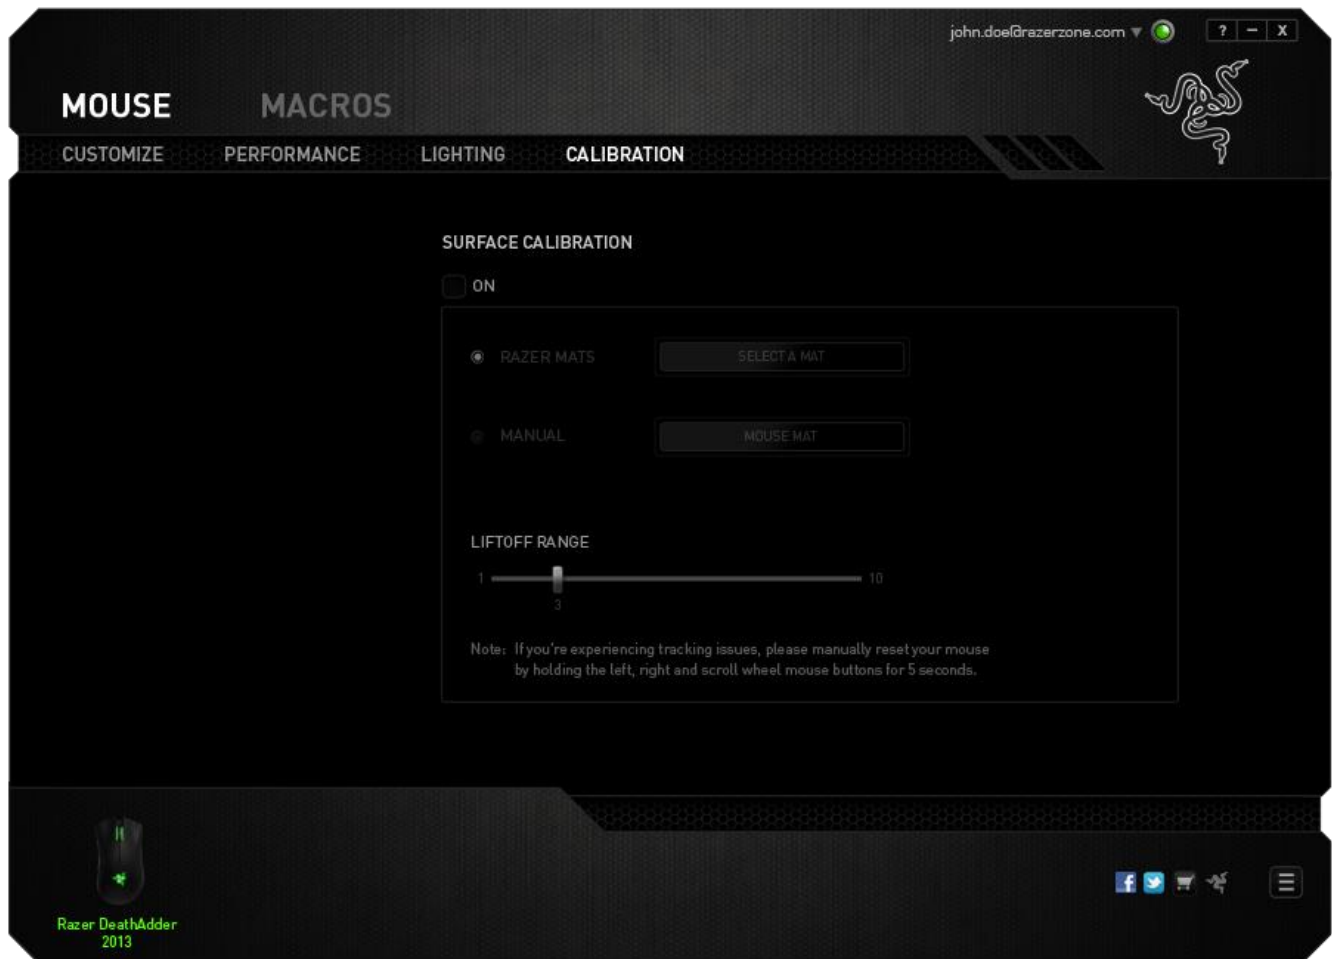 john.doe@razerzone.com
? – X
MOUSE MACROS
CUSTOMIZE PERFORMANCE LIGHTING CALIBRATION
SURFACE CALIBRATION
ON
RAZER MATS SELECT A MAT
MANUAL MOUSE MAT
LIFTOFF RANGE
1 10
3
Note: If you're experiencing tracking issues, please manually reset your mouse
by holding the left, right and scroll wheel mouse buttons for 5 seconds.
Razer DeathAdder
2013